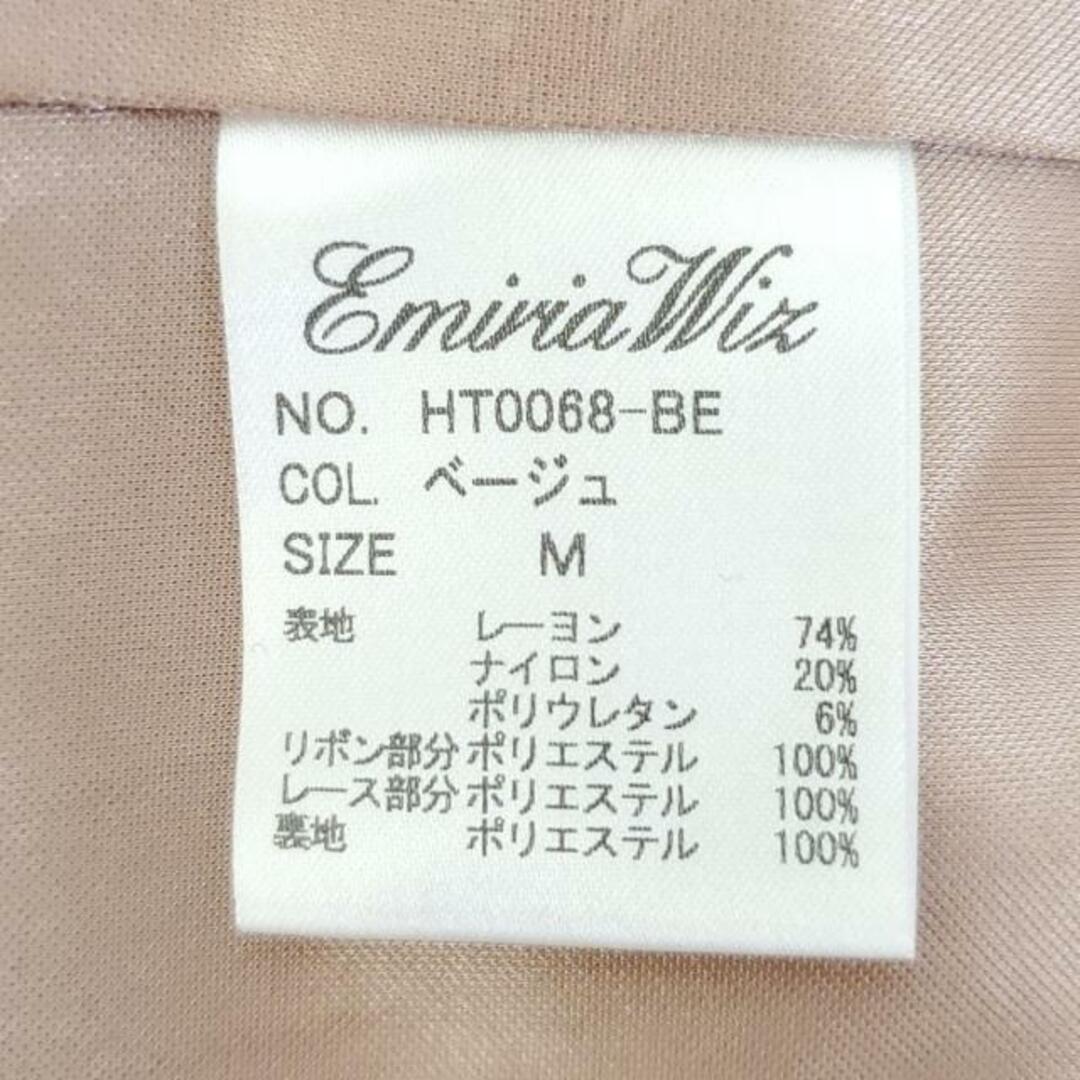 EmiriaWiz
NO. HT0068-BE
COL. ベージュ
SIZE M
表地 レーヨン 74%
ナイロン 20%
ポリウレタン 6%
リボン部分 ポリエステル 100%
レース部分 ポリエステル 100%
裏地 ポリエステル 100%